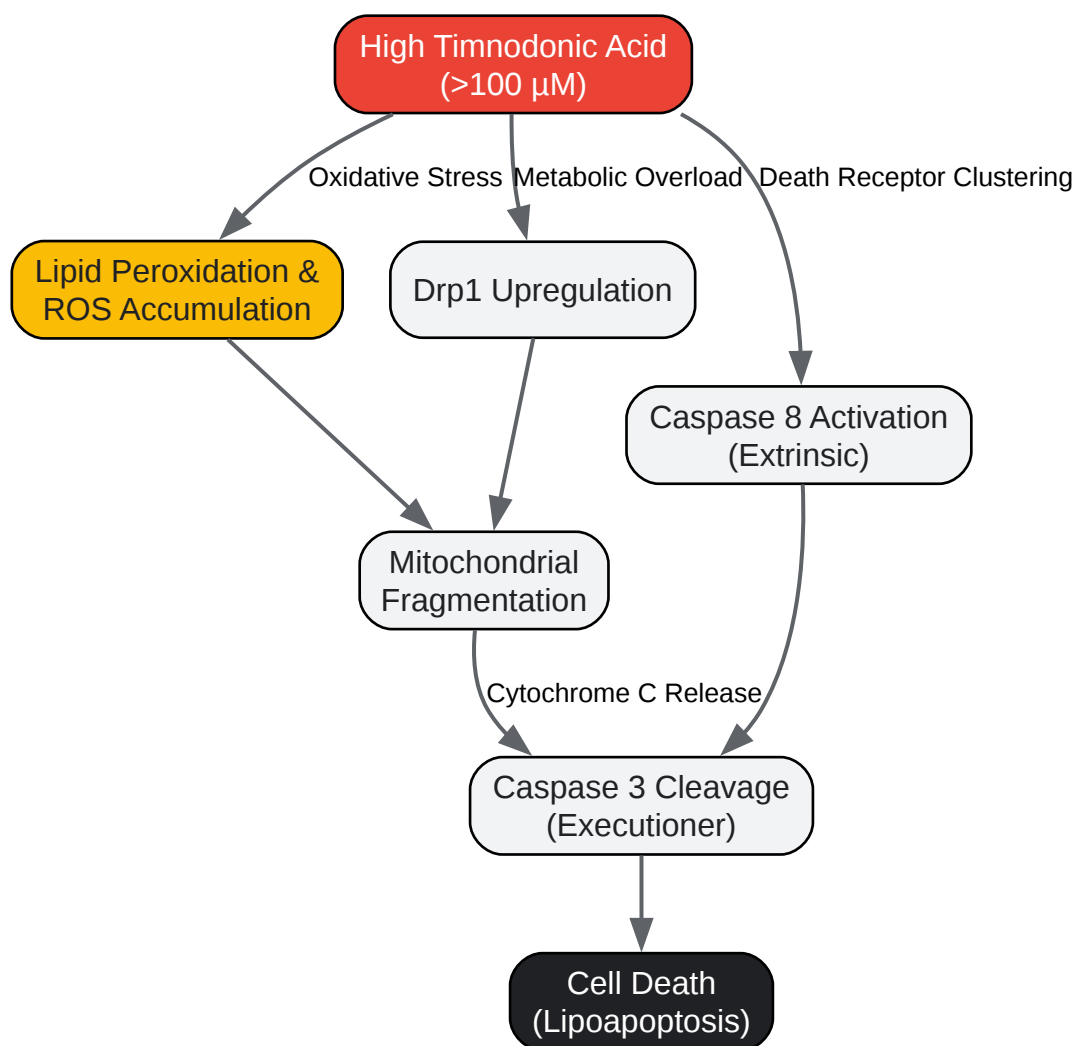 High Timnodonic Acid
(>100 µM)
Oxidative Stress
Metabolic Overload
Death Receptor Clustering
Lipid Peroxidation &
ROS Accumulation
Drp1 Upregulation
Caspase 8 Activation
(Extrinsic)
Mitochondrial
Fragmentation
Cytochrome C Release
Caspase 3 Cleavage
(Executioner)
Cell Death
(Lipoapoptosis)